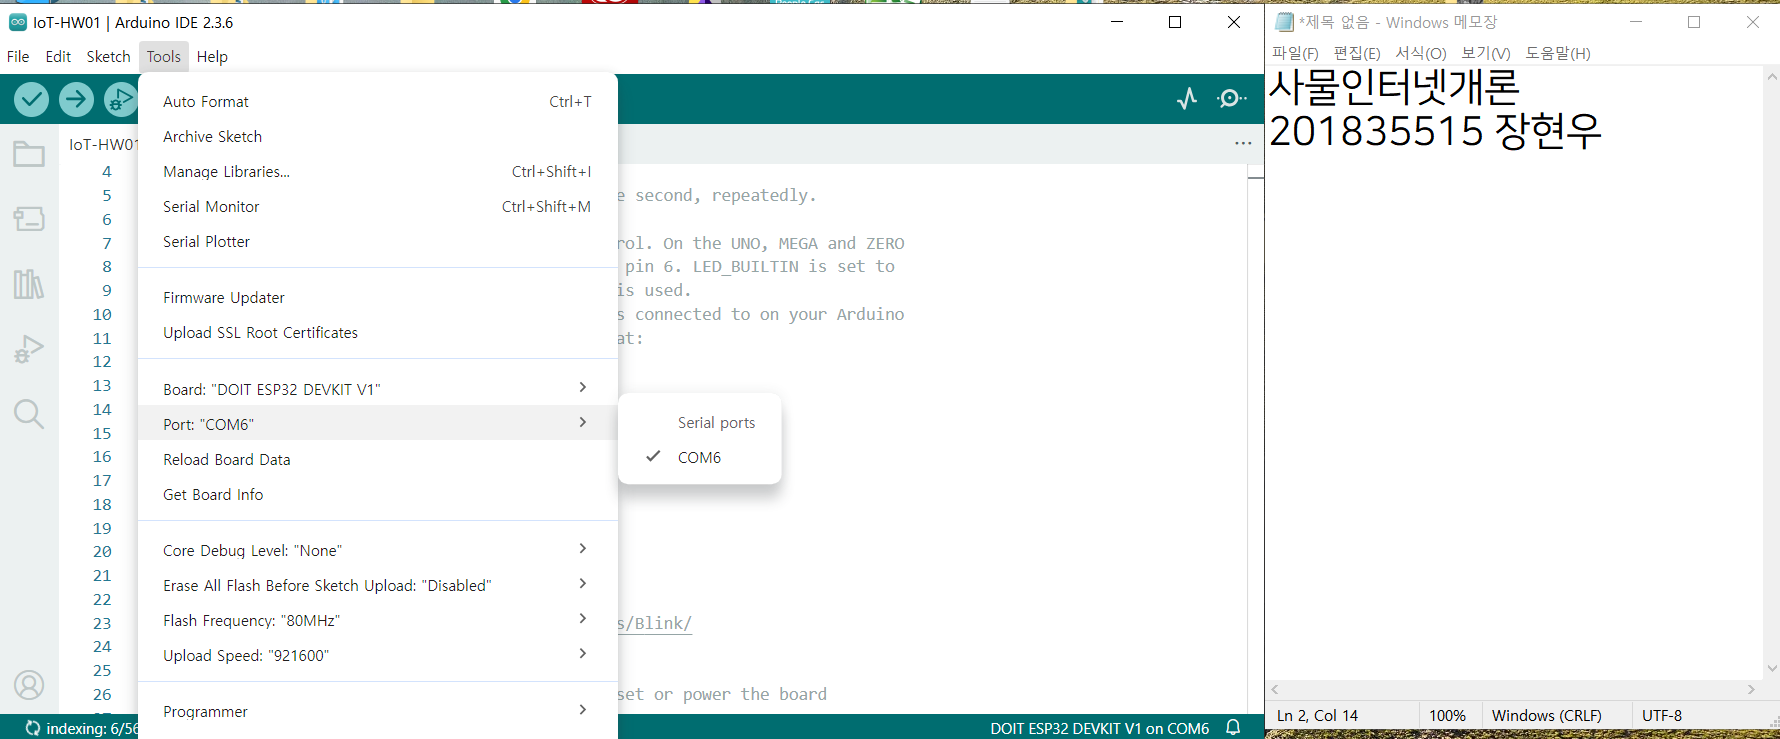 IoT-HW01 | Arduino IDE 2.3.6
File Edit Sketch Tools Help
IoT-HW01
Auto Format Ctrl+T
Archive Sketch
Manage Libraries... Ctrl+Shift+I
Serial Monitor Ctrl+Shift+M
Serial Plotter
Firmware Updater
Upload SSL Root Certificates
Board: "DOIT ESP32 DEVKIT V1"
Port: "COM6"
Reload Board Data
Get Board Info
Core Debug Level: "None"
Erase All Flash Before Sketch Upload: "Disabled"
Flash Frequency: "80MHz"
Upload Speed: "921600"
Programmer
Serial ports
COM6
4
5 second, repeatedly.
6
7 rol. On the UNO, MEGA and ZERO
8 pin 6. LED_BUILTIN is set to
9 is used.
10 s connected to on your Arduino
11 at:
12
13
14
15
16
17
18
19
20
21
22
23 s/Blink/
24
25
26 set or power the board
indexing: 6/56 DOIT ESP32 DEVKIT V1 on COM6
*제목 없음 - Windows 메모장
파일(F) 편집(E) 서식(O) 보기(V) 도움말(H)
사물인터넷개론
201835515 장현우
Ln 2, Col 14 100% Windows (CRLF) UTF-8